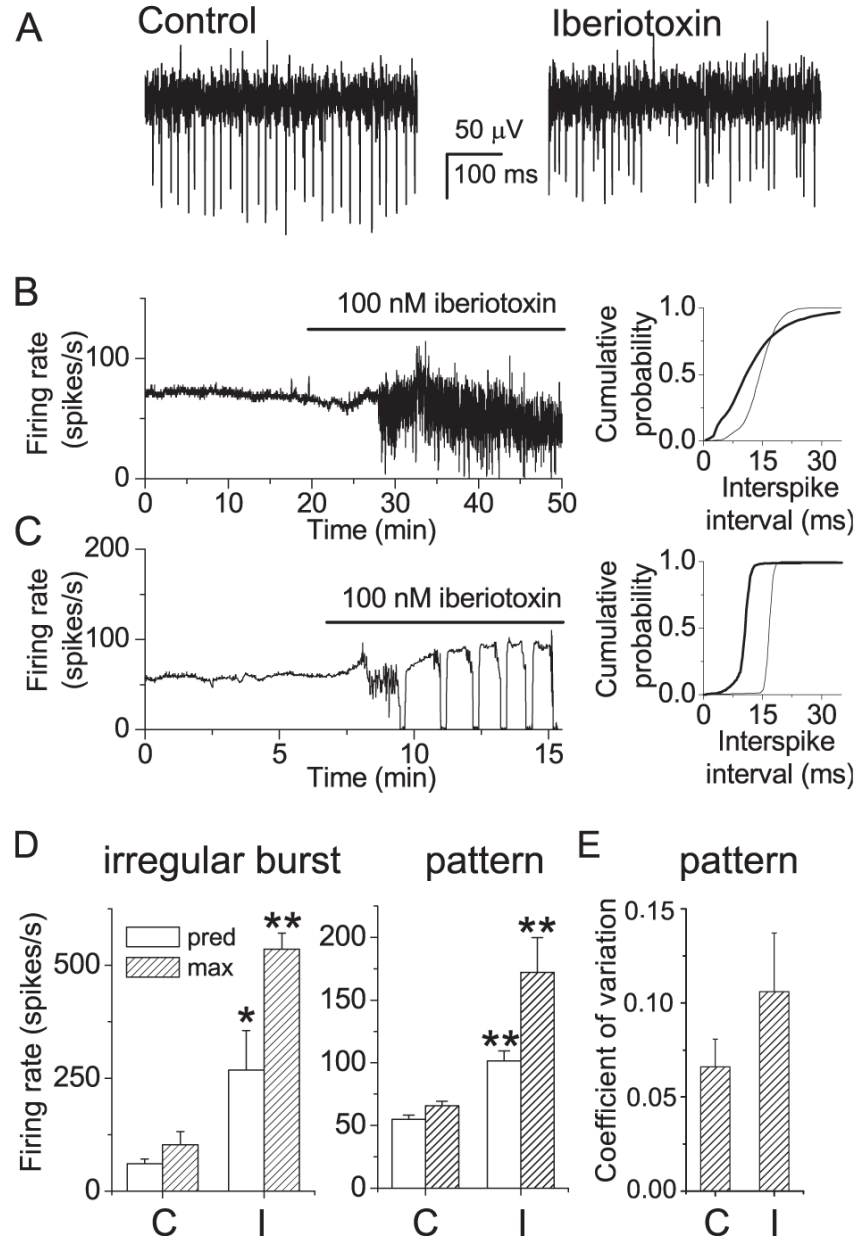 A
Control
Iberiotoxin
50 μV
100 ms
B
100 nM iberiotoxin
Firing rate
(spikes/s)
100
0
0 10 20 30 40 50
Time (min)
Cumulative
probability
1.0
0.5
0.0
0 15 30
Interspike
interval (ms)
C
100 nM iberiotoxin
Firing rate
(spikes/s)
200
100
0
0 5 10 15
Time (min)
Cumulative
probability
1.0
0.5
0.0
0 15 30
Interspike
interval (ms)
D
irregular burst
pattern
Firing rate (spikes/s)
500
250
0
pred
max
*
**
C I
200
150
100
50
0
**
**
C I
E
pattern
Coefficient of variation
0.15
0.10
0.05
0.00
C I